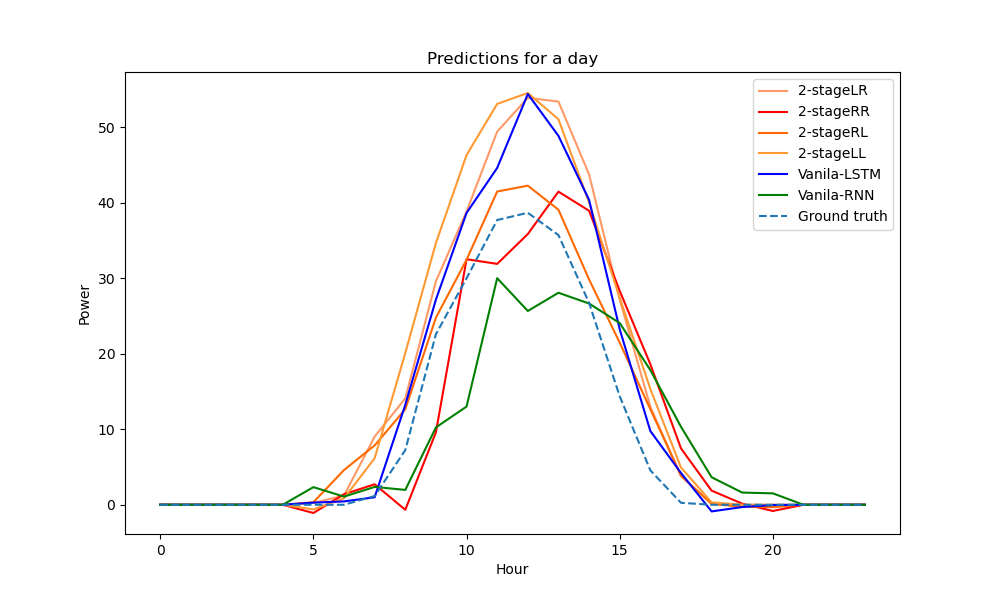 Predictions for a day
2-stageLR
2-stageRR
2-stageRL
2-stageLL
Vanila-LSTM
Vanila-RNN
Ground truth
Power
50
40
30
20
10
0
0 5 10 15 20
Hour